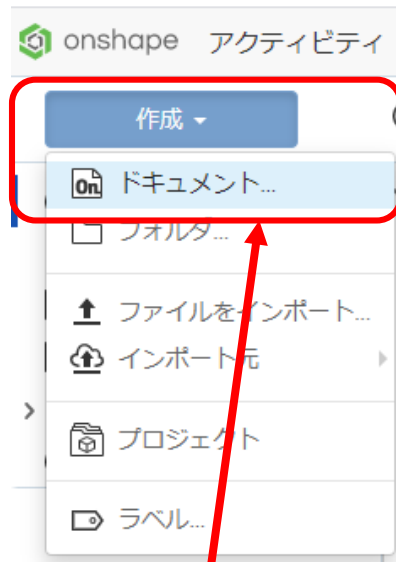 onshape アクティビティ
作成
On ドキュメント...
フォルダ...
ファイルをインポート...
インポート元
プロジェクト
ラベル...